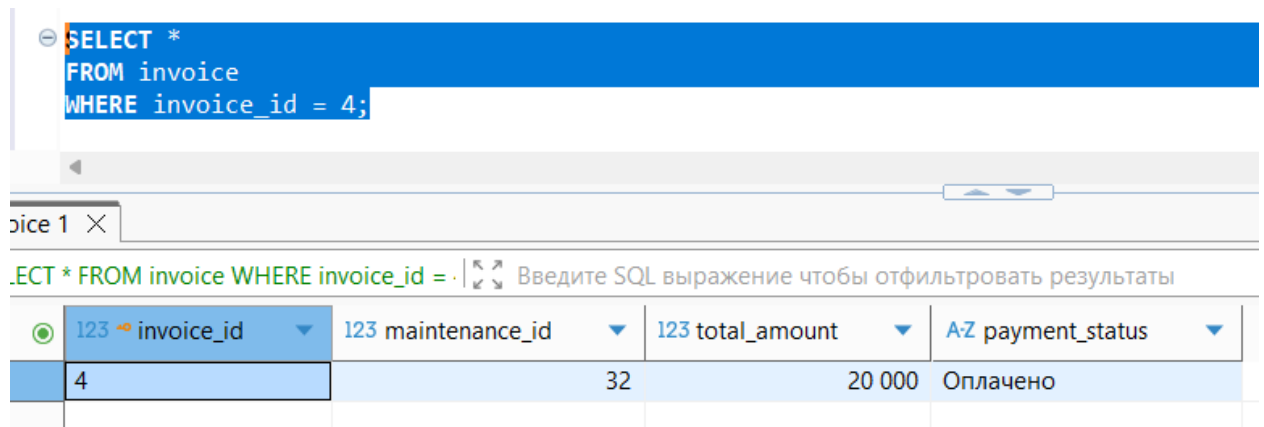 SELECT *
FROM invoice
WHERE invoice_id = 4;
oice 1
LECT * FROM invoice WHERE invoice_id = Введите SQL выражение чтобы отфильтровать результаты
123 invoice_id 123 maintenance_id 123 total_amount A-Z payment_status
4 32 20 000 Оплачено